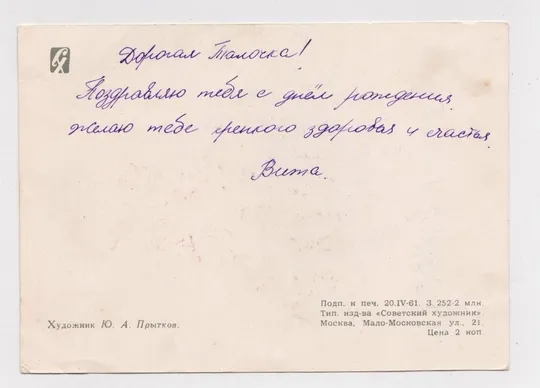 Дорогая Талочка!
Поздравляю тебя с днём рождения
желаю тебе крепкого здоровья и счастья
Вита.
Художник Ю. А. Прытков.
Подп. к печ. 20.IV-61. З. 252-2 млн
Тип. изд-ва «Советский художник»
Москва, Мало-Московская ул., 21.
Цена 2 коп